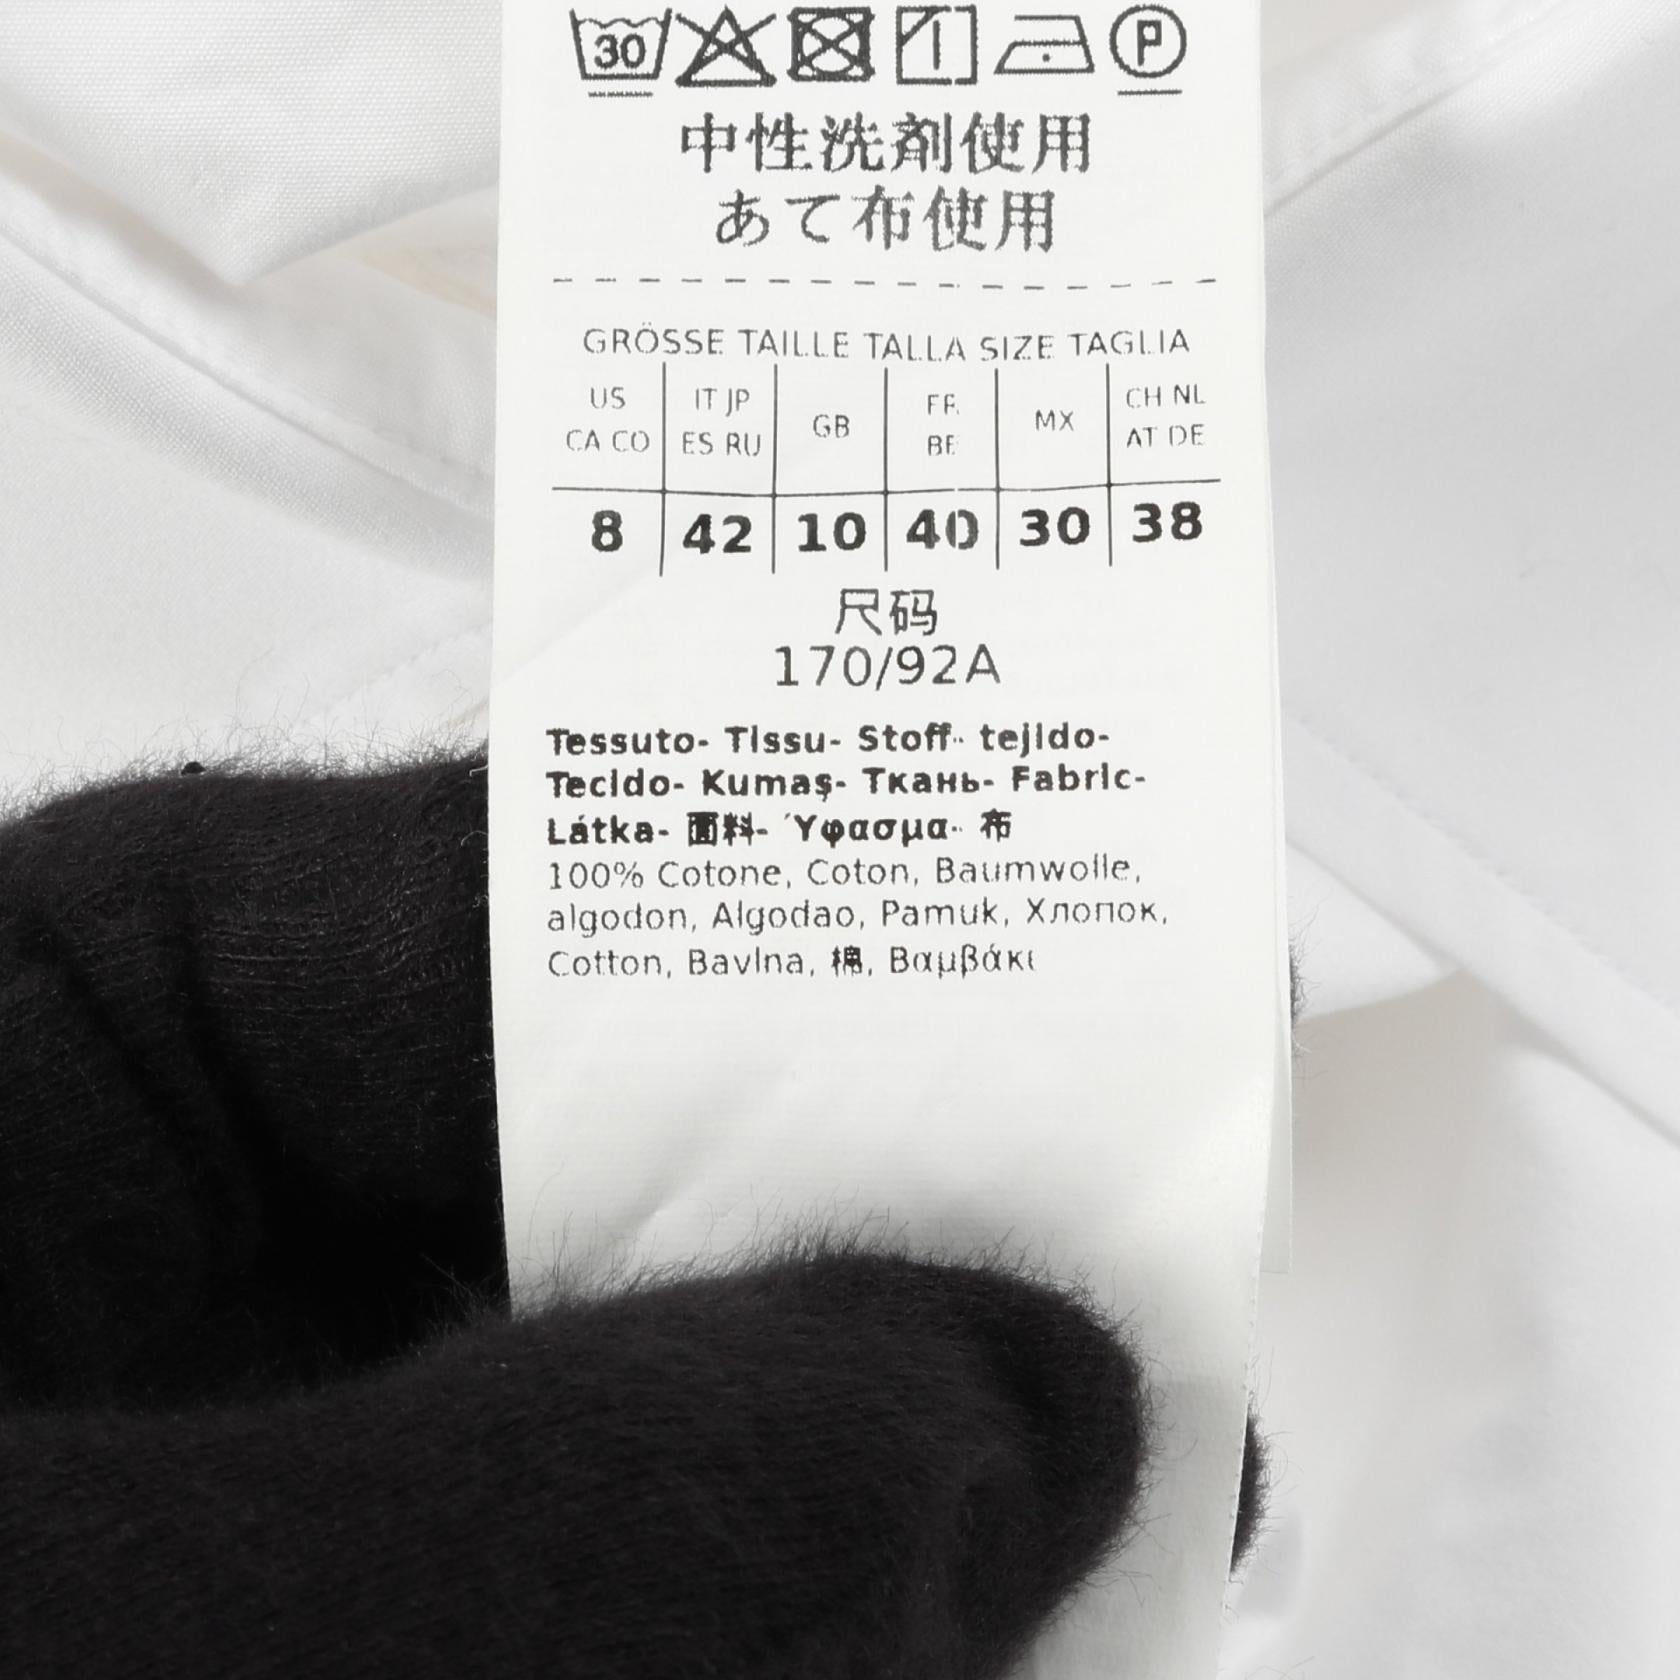 30 P
中性洗剤使用
あて布使用
GRÖSSE TAILLE TALLA SIZE TAGLIA
US IT JP GB FR MX CH NL
CA CO ES RU BE AT DE
8 42 10 40 30 38
尺码
170/92A
Tessuto- Tissu- Stoff- tejido-
Tecido- Kumaş- Ткань- Fabric-
Látka- 面料- Ύφασμα- 布
100% Cotone, Coton, Baumwolle,
algodon, Algodao, Pamuk, Хлопок,
Cotton, Bavlna, 棉, Βαμβάκι